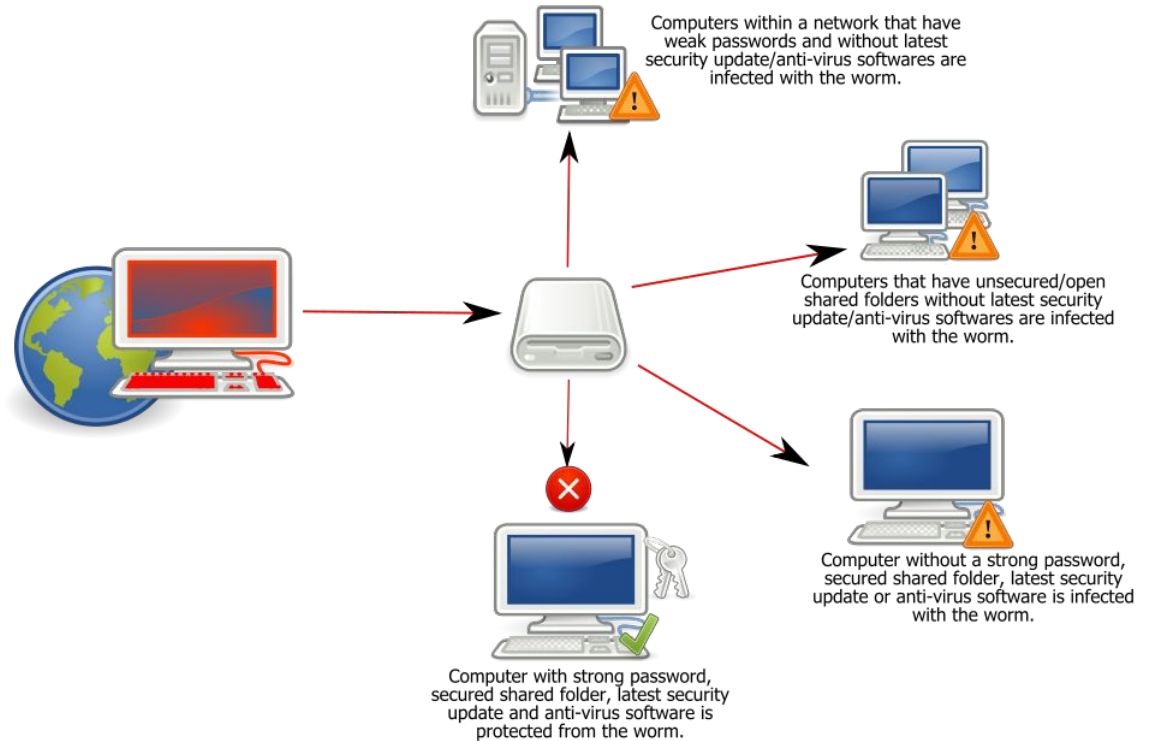 Computers within a network that have
weak passwords and without latest
security update/anti-virus softwares are
infected with the worm.
Computers that have unsecured/open
shared folders without latest security
update/anti-virus softwares are infected
with the worm.
Computer without a strong password,
secured shared folder, latest security
update or anti-virus software is infected
with the worm.
Computer with strong password,
secured shared folder, latest security
update and anti-virus software is
protected from the worm.